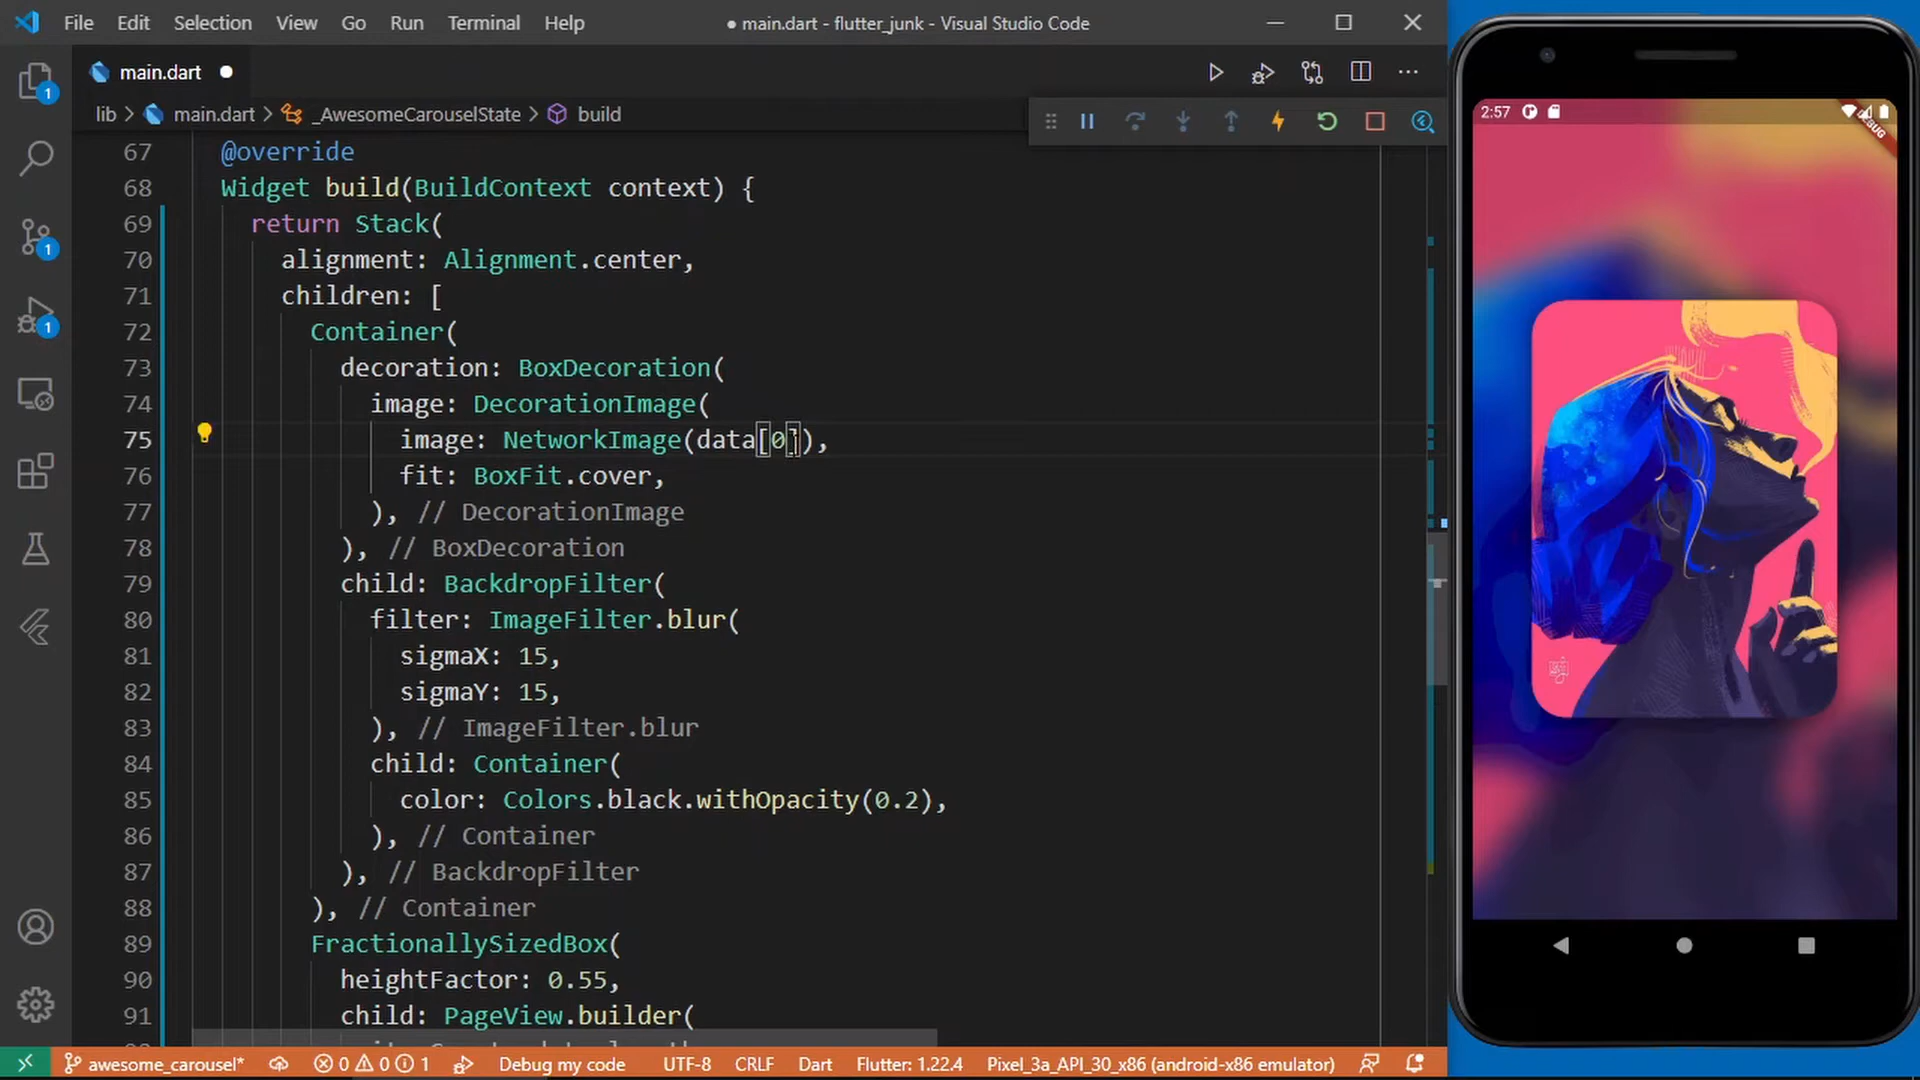 File Edit Selection View Go Run Terminal Help ● main.dart - flutter_junk - Visual Studio Code
main.dart
lib > main.dart > _AwesomeCarouselState > build
67 @override
68 Widget build(BuildContext context) {
69 return Stack(
70 alignment: Alignment.center,
71 children: [
72 Container(
73 decoration: BoxDecoration(
74 image: DecorationImage(
75 image: NetworkImage(data[0]),
76 fit: BoxFit.cover,
77 ), // DecorationImage
78 ), // BoxDecoration
79 child: BackdropFilter(
80 filter: ImageFilter.blur(
81 sigmaX: 15,
82 sigmaY: 15,
83 ), // ImageFilter.blur
84 child: Container(
85 color: Colors.black.withOpacity(0.2),
86 ), // Container
87 ), // BackdropFilter
88 ), // Container
89 FractionallySizedBox(
90 heightFactor: 0.55,
91 child: PageView.builder(
1
1
1
awesome_carousel* 0 0 1 Debug my code UTF-8 CRLF Dart Flutter: 1.22.4 Pixel_3a_API_30_x86 (android-x86 emulator)
2:57
DEBUG